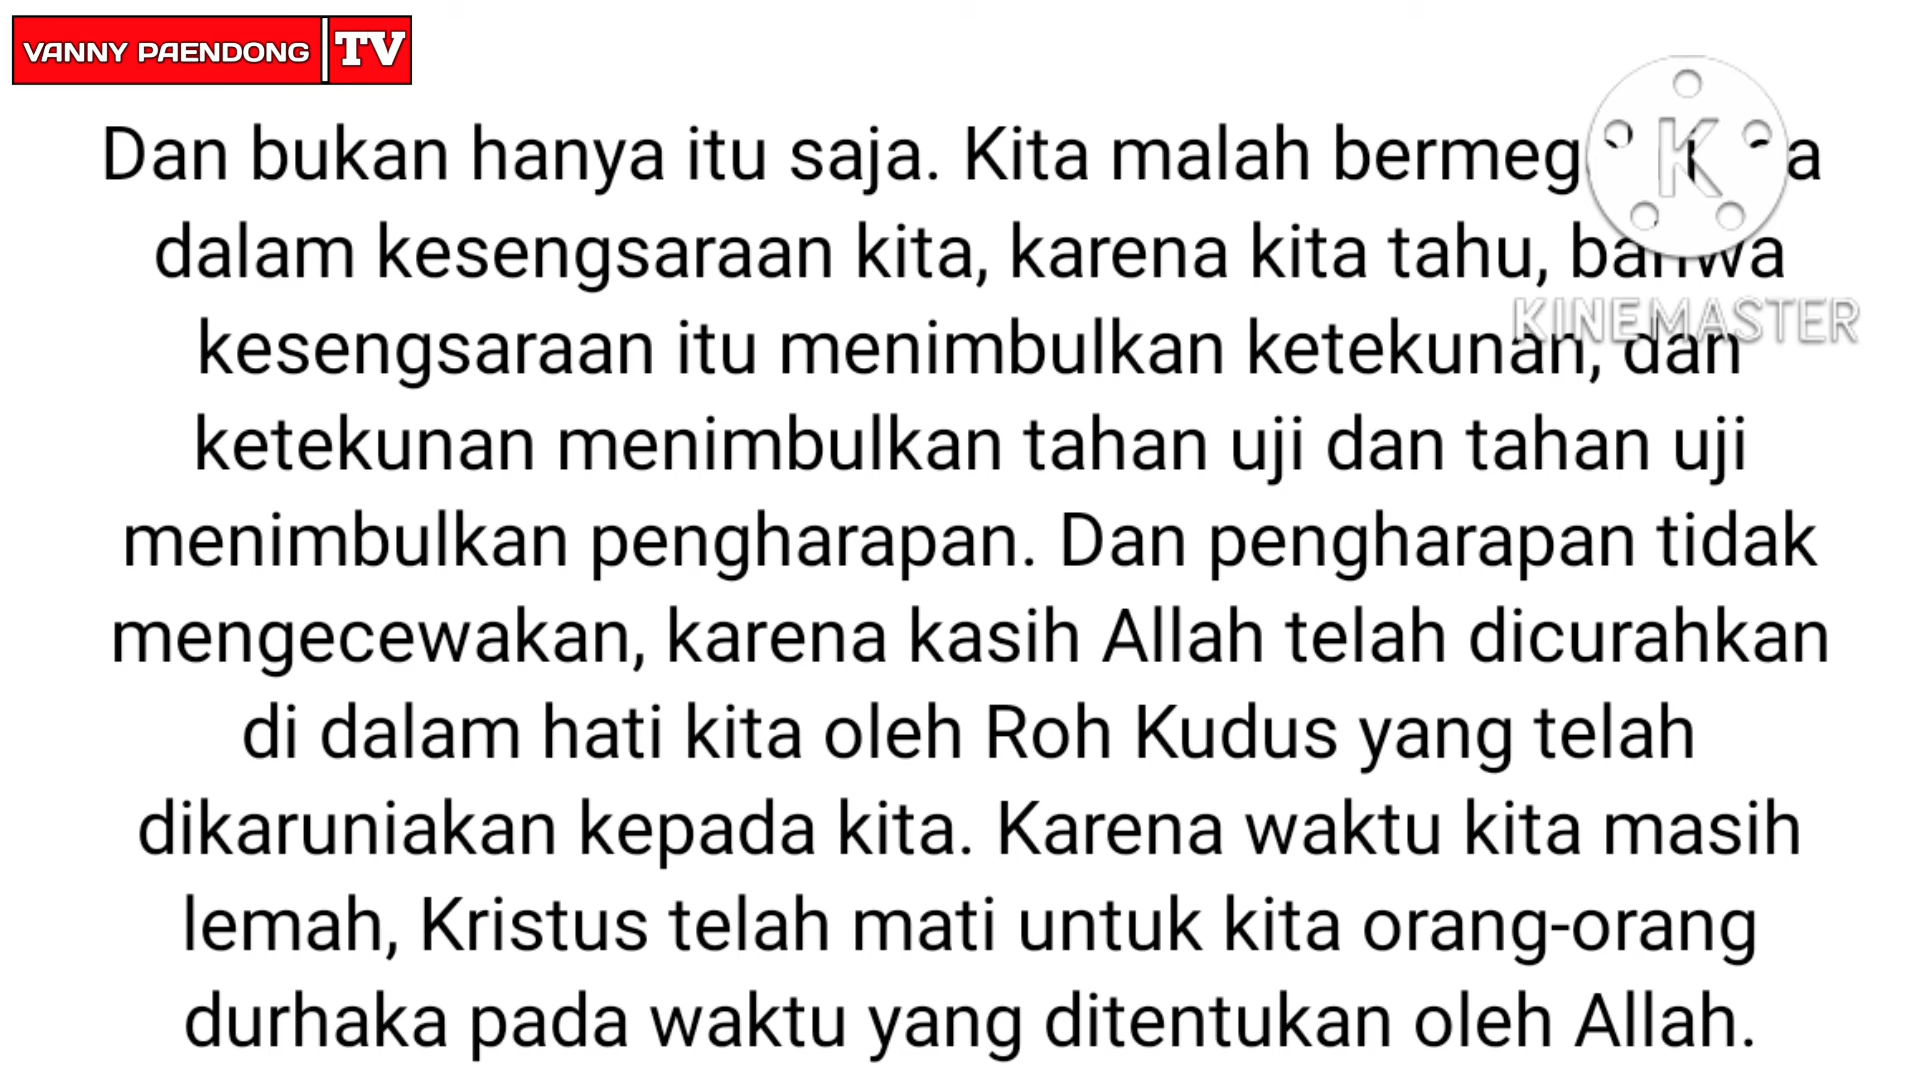 VANNY PAENDONG TV
Dan bukan hanya itu saja. Kita malah
dalam kesengsaraan kita, karena kita tahu, bahwa
KINEMASTER
kesengsaraan itu menimbulkan ketekunan, dan
ketekunan menimbulkan tahan uji dan tahan uji
menimbulkan pengharapan. Dan pengharapan tidak
mengecewakan, karena kasih Allah telah dicurahkan
di dalam hati kita oleh Roh Kudus yang telah
dikaruniakan kepada kita. Karena waktu kita masih
lemah, Kristus telah mati untuk kita orang-orang
durhaka pada waktu yang ditentukan oleh Allah.